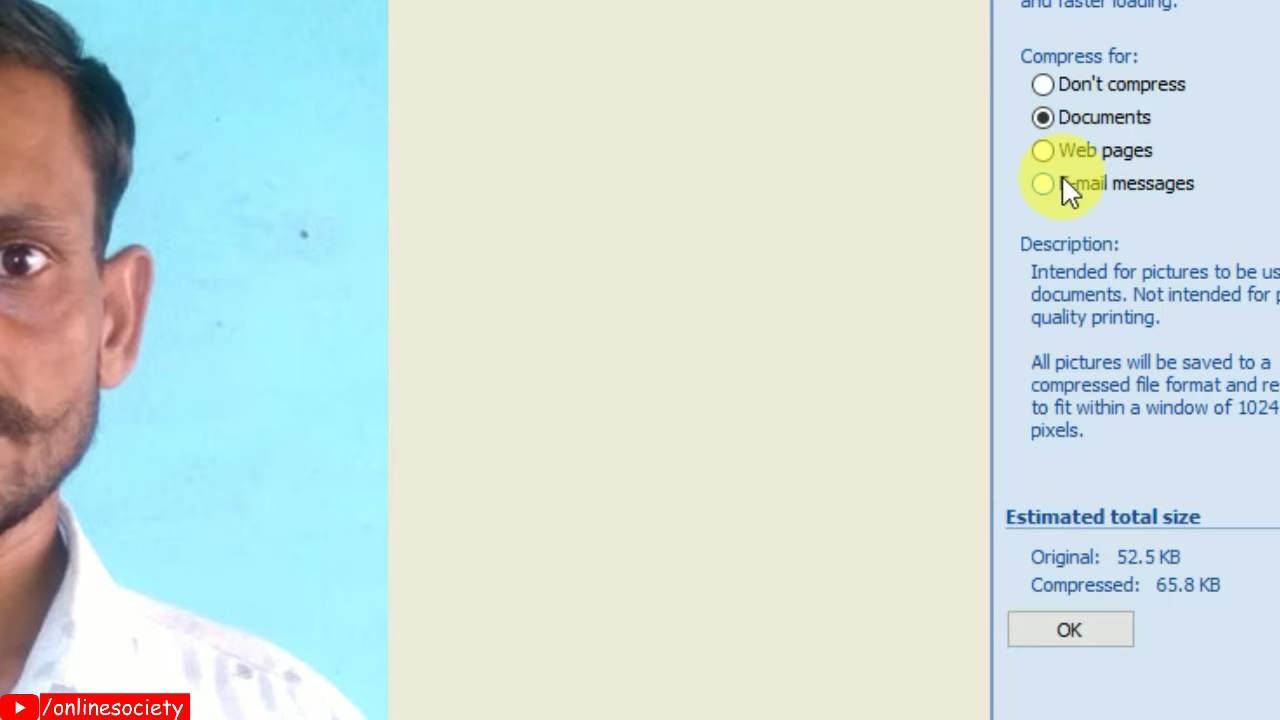 and faster loading.
Compress for:
Don't compress
Documents
Web pages
E-mail messages
Description:
Intended for pictures to be
documents. Not intended for
quality printing.
All pictures will be saved to a
compressed file format and
to fit within a window of 1024
pixels.
Estimated total size
Original: 52.5 KB
Compressed: 65.8 KB
OK
/onlinesociety